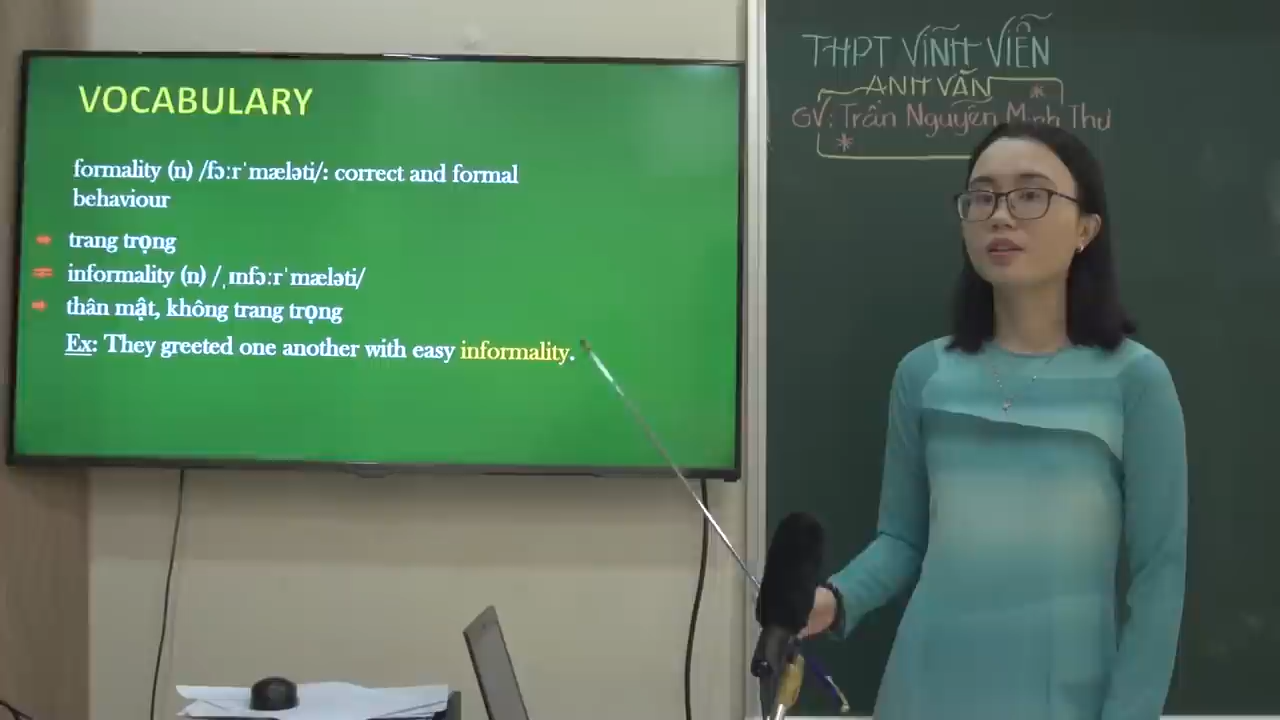 VOCABULARY
formality (n) /fɔːrˈmæləti/: correct and formal
behaviour
trang trọng
informality (n) /ˌɪnfɔːrˈmæləti/
thân mật, không trang trọng
Ex: They greeted one another with easy informality.
THPT VĨNH VIỄN
ANH VĂN
GV: Trần Nguyễn Minh Thư